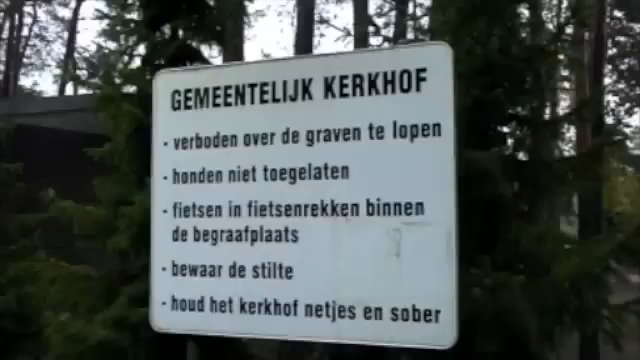 GEMEENTELIJK KERKHOF
- verboden over de graven te lopen
- honden niet toegelaten
- fietsen in fietsenrekken binnen
de begraafplaats
- bewaar de stilte
- houd het kerkhof netjes en sober